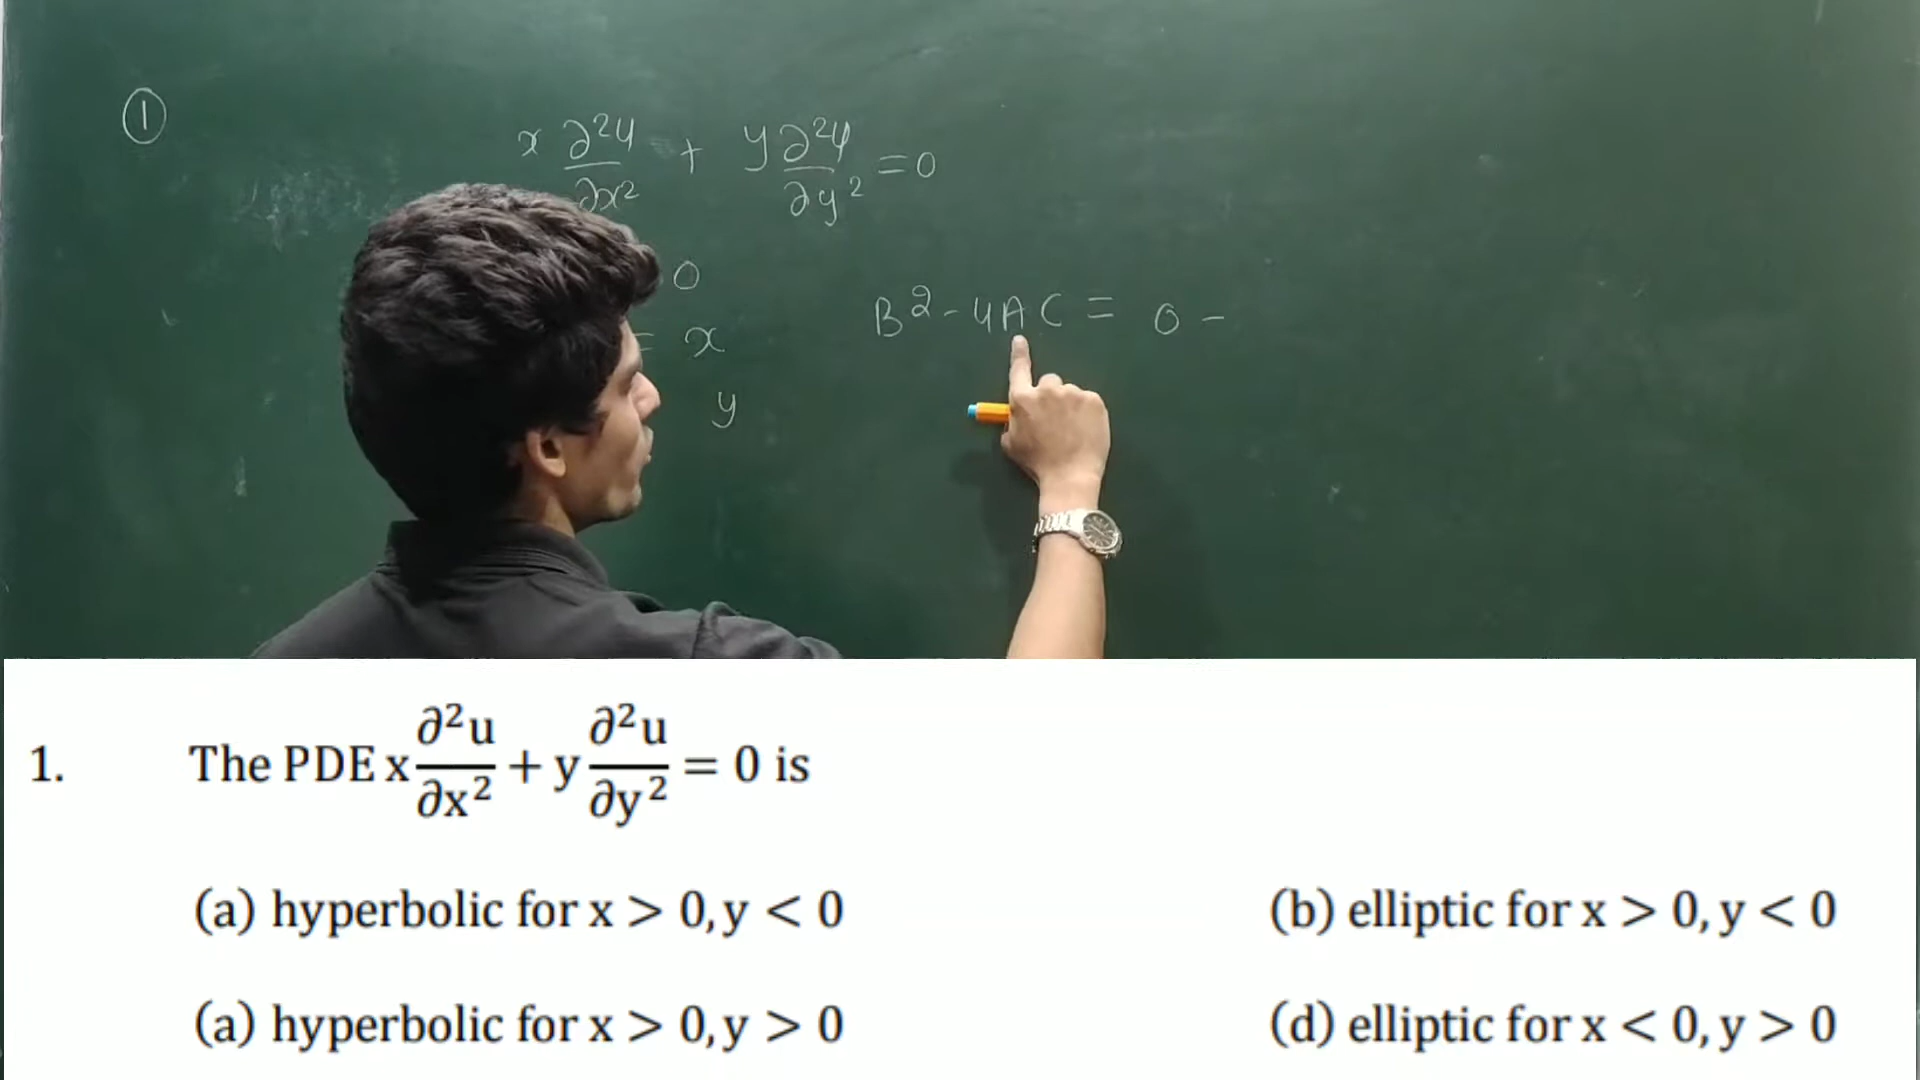 ①
x ∂²u/∂x² + y ∂²u/∂y² = 0
0
= x
y
B² - 4AC = 0 -
1. The PDE x ∂²u/∂x² + y ∂²u/∂y² = 0 is
(a) hyperbolic for x > 0, y < 0
(b) elliptic for x > 0, y < 0
(a) hyperbolic for x > 0, y > 0
(d) elliptic for x < 0, y > 0